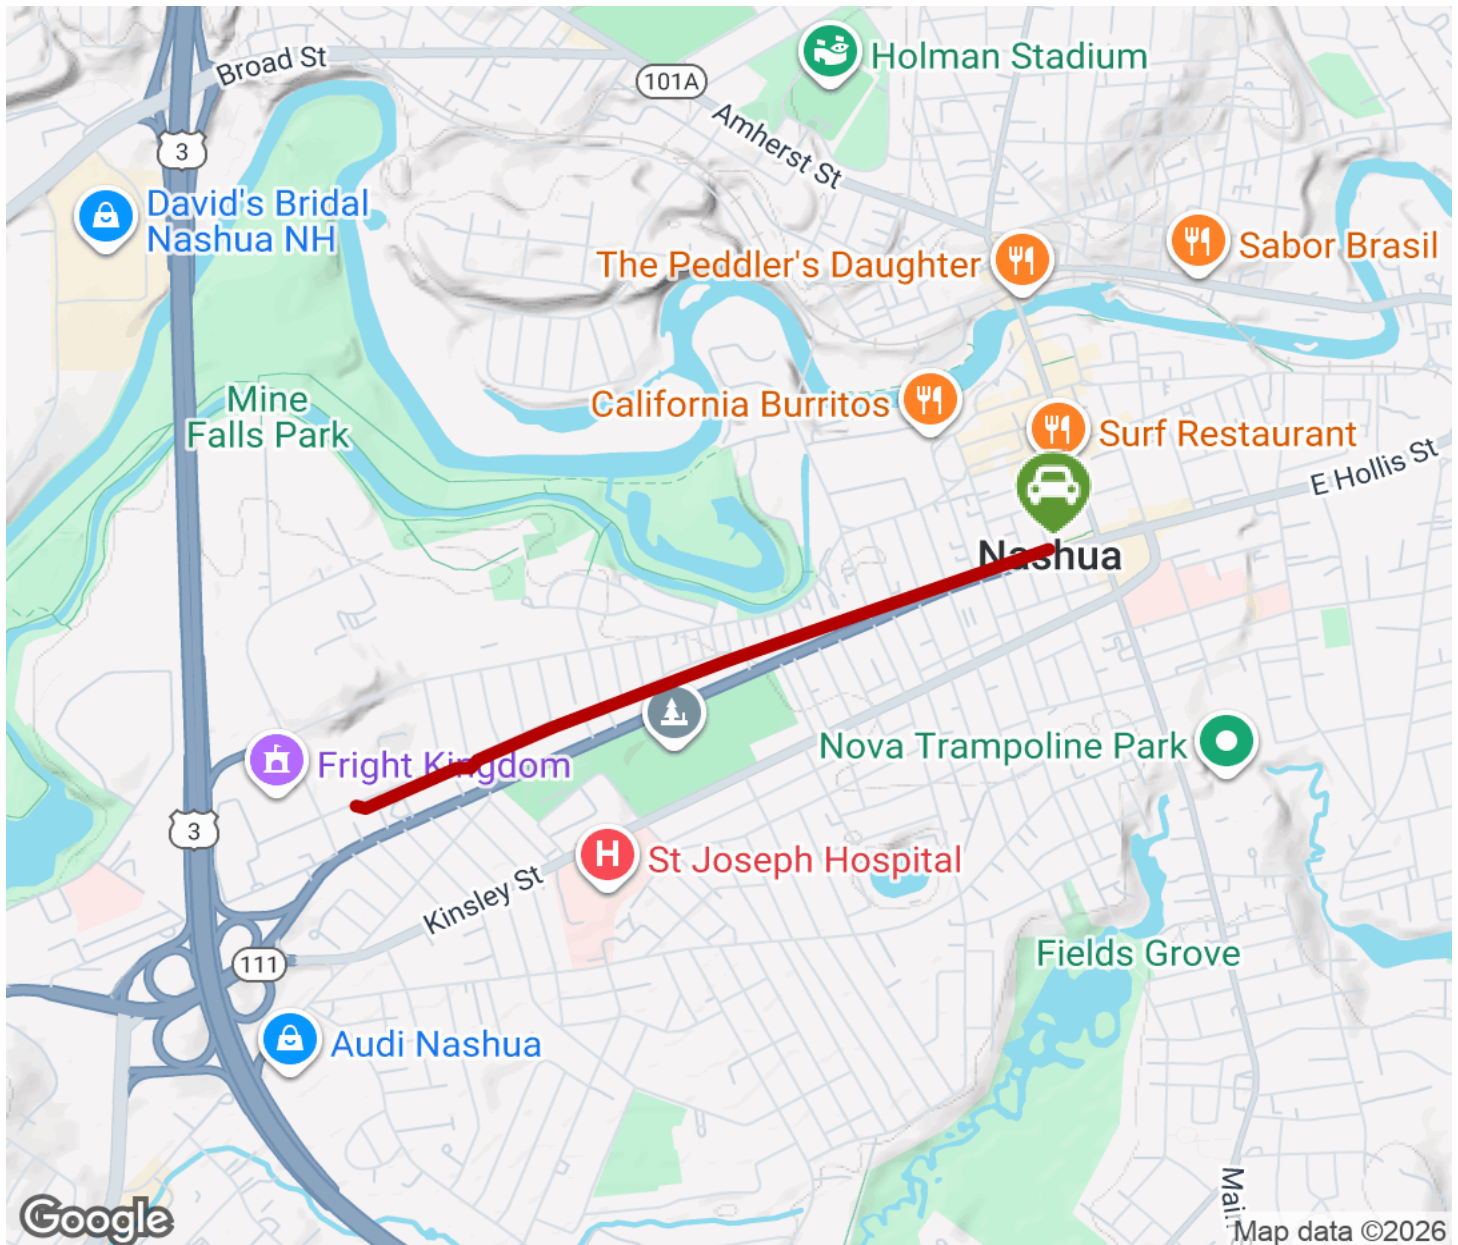 Broad St
101A
Holman Stadium
Amherst St
3
David's Bridal
Nashua NH
The Peddler's Daughter
Sabor Brasil
Mine
Falls Park
California Burritos
Surf Restaurant
E Hollis St
Nashua
Fright Kingdom
Nova Trampoline Park
3
H
St Joseph Hospital
Kinsley St
111
Fields Grove
Audi Nashua
Main
Google
Map data ©2026